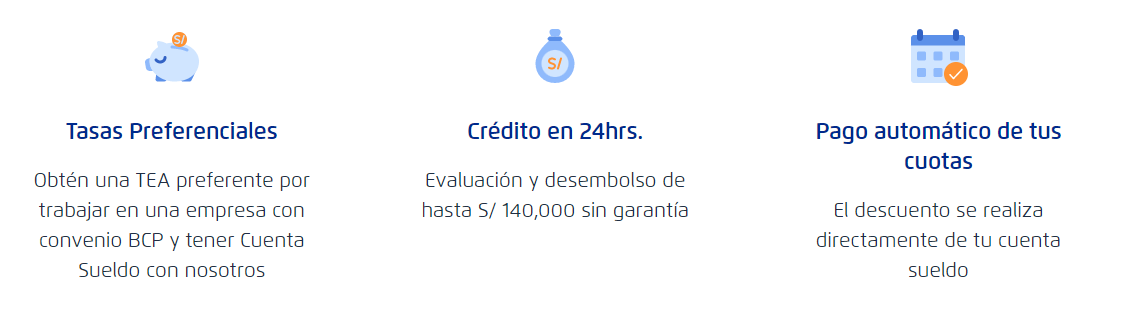 S/
Tasas Preferenciales
Obtén una TEA preferente por
trabajar en una empresa con
convenio BCP y tener Cuenta
Sueldo con nosotros
S/
Crédito en 24hrs.
Evaluación y desembolso de
hasta S/ 140,000 sin garantía
Pago automático de tus
cuotas
El descuento se realiza
directamente de tu cuenta
sueldo